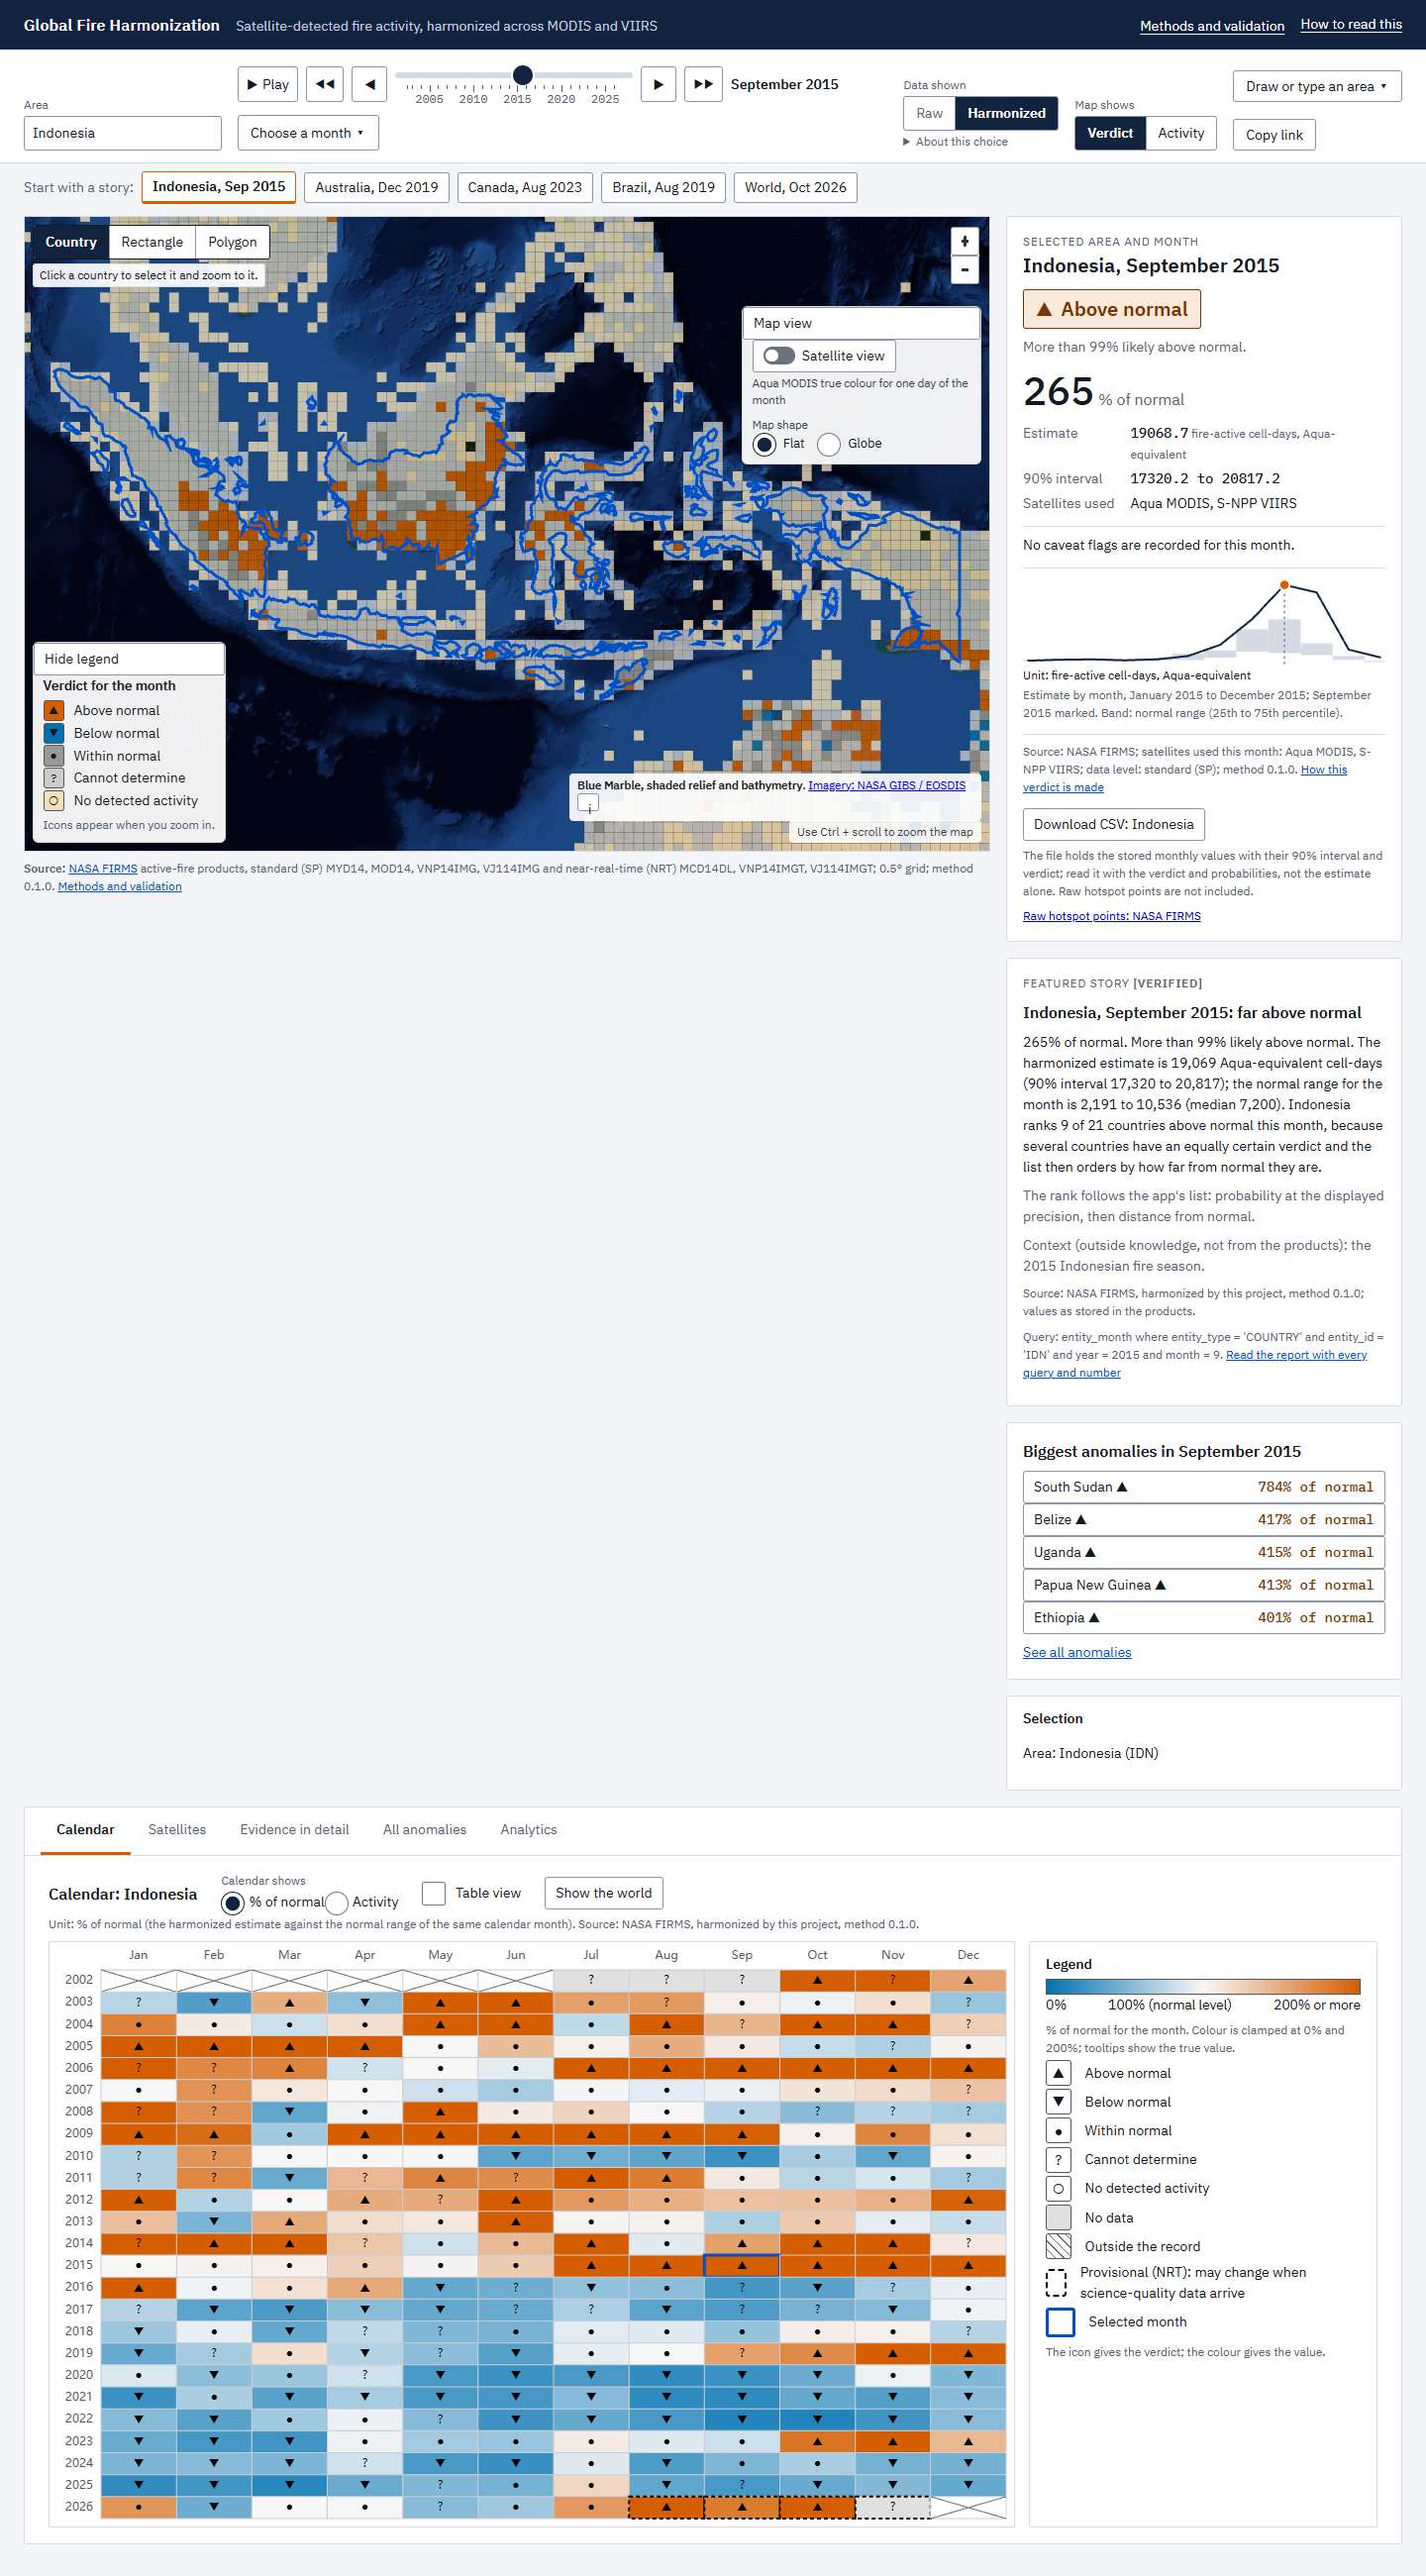 Global Fire Harmonization Satellite-detected fire activity, harmonized across MODIS and VIIRS
Methods and validation How to read this
Area
Indonesia
▶ Play
2005 2010 2015 2020 2025
September 2015
Choose a month ▾
Data shown
Raw Harmonized
▶ About this choice
Map shows
Verdict Activity
Draw or type an area ▾
Copy link
Start with a story: Indonesia, Sep 2015 Australia, Dec 2019 Canada, Aug 2023 Brazil, Aug 2019 World, Oct 2026
Country Rectangle Polygon
Click a country to select it and zoom to it.
+
-
Map view
Satellite view
Aqua MODIS true colour for one day of the
month
Map shape
Flat Globe
Hide legend
Verdict for the month
▲ Above normal
▼ Below normal
● Within normal
? Cannot determine
○ No detected activity
Icons appear when you zoom in.
Blue Marble, shaded relief and bathymetry. Imagery: NASA GIBS / EOSDIS
i
Use Ctrl + scroll to zoom the map
Source: NASA FIRMS active-fire products, standard (SP) MYD14, MOD14, VNP14IMG, VJ114IMG and near-real-time (NRT) MCD14DL, VNP14IMGT, VJ114IMGT; 0.5° grid; method
0.1.0. Methods and validation
SELECTED AREA AND MONTH
Indonesia, September 2015
▲ Above normal
More than 99% likely above normal.
265 % of normal
Estimate 19068.7 fire-active cell-days, Aqua-
equivalent
90% interval 17320.2 to 20817.2
Satellites used Aqua MODIS, S-NPP VIIRS
No caveat flags are recorded for this month.
Unit: fire-active cell-days, Aqua-equivalent
Estimate by month, January 2015 to December 2015; September
2015 marked. Band: normal range (25th to 75th percentile).
Source: NASA FIRMS; satellites used this month: Aqua MODIS, S-
NPP VIIRS; data level: standard (SP); method 0.1.0. How this
verdict is made
Download CSV: Indonesia
The file holds the stored monthly values with their 90% interval and
verdict; read it with the verdict and probabilities, not the estimate
alone. Raw hotspot points are not included.
Raw hotspot points: NASA FIRMS
FEATURED STORY [VERIFIED]
Indonesia, September 2015: far above normal
265% of normal. More than 99% likely above normal. The
harmonized estimate is 19,069 Aqua-equivalent cell-days
(90% interval 17,320 to 20,817); the normal range for the
month is 2,191 to 10,536 (median 7,200). Indonesia
ranks 9 of 21 countries above normal this month, because
several countries have an equally certain verdict and the
list then orders by how far from normal they are.
The rank follows the app's list: probability at the displayed
precision, then distance from normal.
Context (outside knowledge, not from the products): the
2015 Indonesian fire season.
Source: NASA FIRMS, harmonized by this project, method 0.1.0;
values as stored in the products.
Query: entity_month where entity_type = 'COUNTRY' and entity_id =
'IDN' and year = 2015 and month = 9. Read the report with every
query and number
Biggest anomalies in September 2015
South Sudan ▲ 784% of normal
Belize ▲ 417% of normal
Uganda ▲ 415% of normal
Papua New Guinea ▲ 413% of normal
Ethiopia ▲ 401% of normal
See all anomalies
Selection
Area: Indonesia (IDN)
Calendar Satellites Evidence in detail All anomalies Analytics
Calendar: Indonesia
Calendar shows
% of normal Activity
Table view
Show the world
Unit: % of normal (the harmonized estimate against the normal range of the same calendar month). Source: NASA FIRMS, harmonized by this project, method 0.1.0.
Jan Feb Mar Apr May Jun Jul Aug Sep Oct Nov Dec
2002 ? ? ? ▲ ? ▲
2003 ? ▼ ▲ ▼ ▲ ▲ ● ? ● ● ● ?
2004 ● ● ● ● ▲ ▲ ● ▲ ? ▲ ▲ ?
2005 ▲ ▲ ▲ ▲ ● ● ● ● ● ● ? ●
2006 ? ? ▲ ? ● ● ▲ ▲ ▲ ▲ ▲ ▲
2007 ● ? ● ● ● ● ● ● ● ● ● ?
2008 ? ? ▼ ● ▲ ● ● ● ● ? ? ?
2009 ▲ ▲ ● ▲ ▲ ▲ ▲ ▲ ▲ ● ● ●
2010 ? ? ● ● ● ▼ ▼ ▼ ▼ ● ▼ ●
2011 ? ? ▼ ? ▲ ? ▲ ▲ ● ● ● ?
2012 ▲ ● ● ▲ ? ▲ ● ● ● ● ● ▲
2013 ● ▼ ▲ ● ● ▲ ● ● ● ● ● ●
2014 ? ▲ ▲ ? ● ● ▲ ● ▲ ▲ ▲ ?
2015 ● ● ● ● ● ● ▲ ▲ ▲ ▲ ▲ ▲
2016 ▲ ● ● ▲ ▼ ? ▼ ● ? ▼ ? ●
2017 ? ▼ ▼ ▼ ▼ ? ? ▼ ? ? ▼ ●
2018 ▼ ● ▼ ? ? ● ● ● ● ● ● ?
2019 ▼ ? ● ▼ ? ▼ ● ● ? ▲ ▲ ▲
2020 ● ▼ ● ? ▼ ▼ ▼ ▼ ▼ ▼ ● ▼
2021 ▼ ● ▼ ▼ ▼ ▼ ▼ ▼ ▼ ▼ ▼ ▼
2022 ▼ ▼ ● ● ? ▼ ▼ ▼ ▼ ▼ ▼ ▼
2023 ▼ ▼ ▼ ● ● ● ● ● ● ▲ ▲ ▲
2024 ▼ ▼ ▼ ? ▼ ▼ ● ▼ ● ● ▼ ▼
2025 ▼ ▼ ▼ ▼ ? ● ● ▼ ? ▼ ▼ ▼
2026 ● ▼ ● ● ? ● ● ▲ ▲ ▲ ?
Legend
0% 100% (normal level) 200% or more
% of normal for the month. Colour is clamped at 0% and
200%; tooltips show the true value.
▲ Above normal
▼ Below normal
● Within normal
? Cannot determine
○ No detected activity
No data
Outside the record
Provisional (NRT): may change when
science-quality data arrive
Selected month
The icon gives the verdict; the colour gives the value.